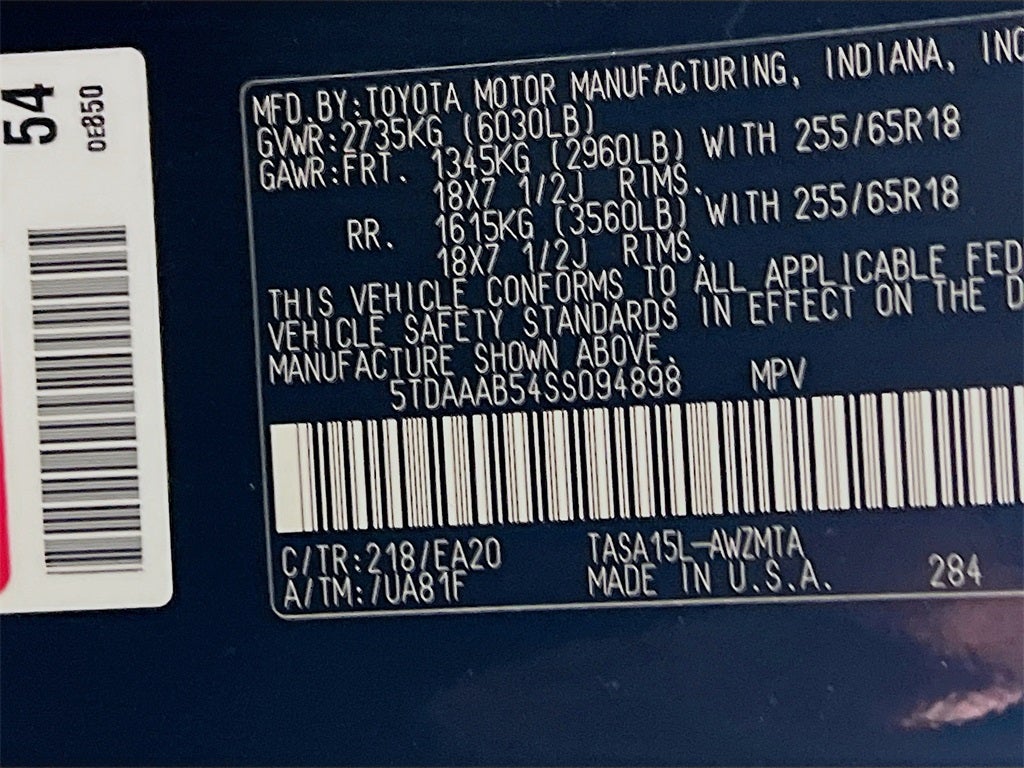 54
0E850
MFD.BY:TOYOTA MOTOR MANUFACTURING, INDIANA, INC
GVWR:2735KG (6030LB)
GAWR:FRT. 1345KG (2960LB) WITH 255/65R18
18X7 1/2J RIMS.
RR. 1615KG (3560LB) WITH 255/65R18
18X7 1/2J RIMS.
THIS VEHICLE CONFORMS TO ALL APPLICABLE FED
VEHICLE SAFETY STANDARDS IN EFFECT ON THE D
MANUFACTURE SHOWN ABOVE.
5TDAAAB54SS094898 MPV
C/TR:218/EA20 TASA15L-AWZMTA
A/TM:7UA81F MADE IN U.S.A. 284